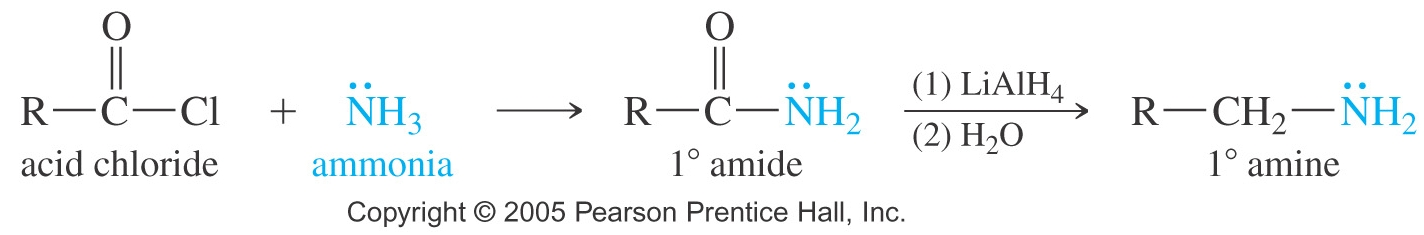 O O
R—C—Cl + N̈H₃ ⟶ R—C—N̈H₂ (1) LiAlH₄ (2) H₂O R—CH₂—N̈H₂
acid chloride ammonia 1° amide 1° amine
Copyright © 2005 Pearson Prentice Hall, Inc.